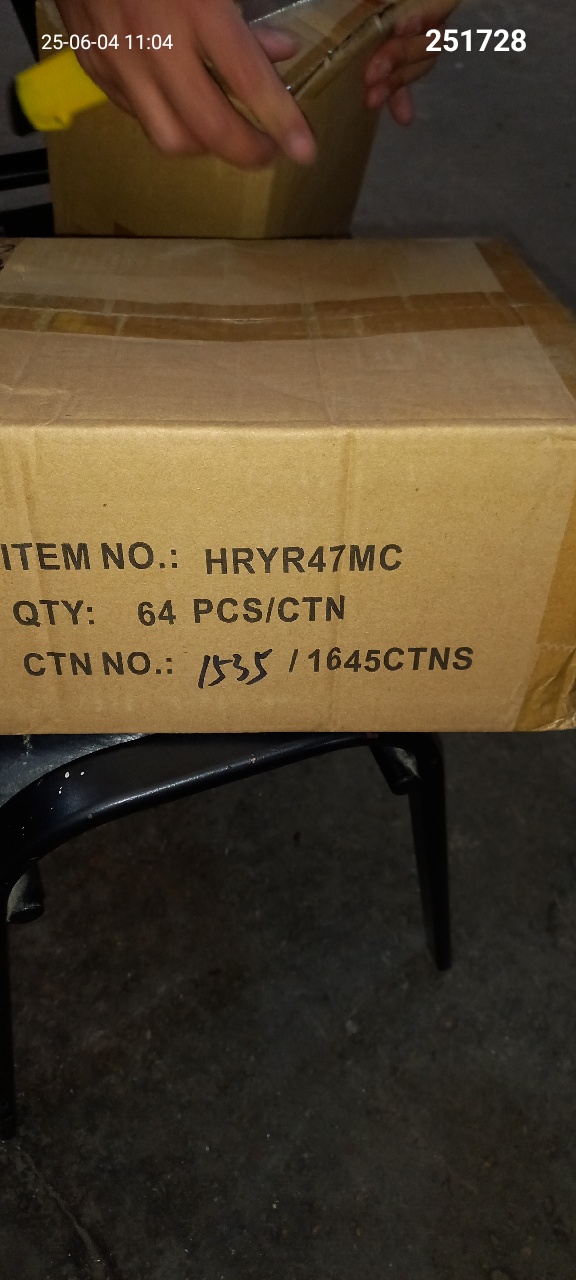 25-06-04 11:04
251728
ITEM NO.: HRYR47MC
QTY: 64 PCS/CTN
CTN NO.: 1535 / 1645CTNS